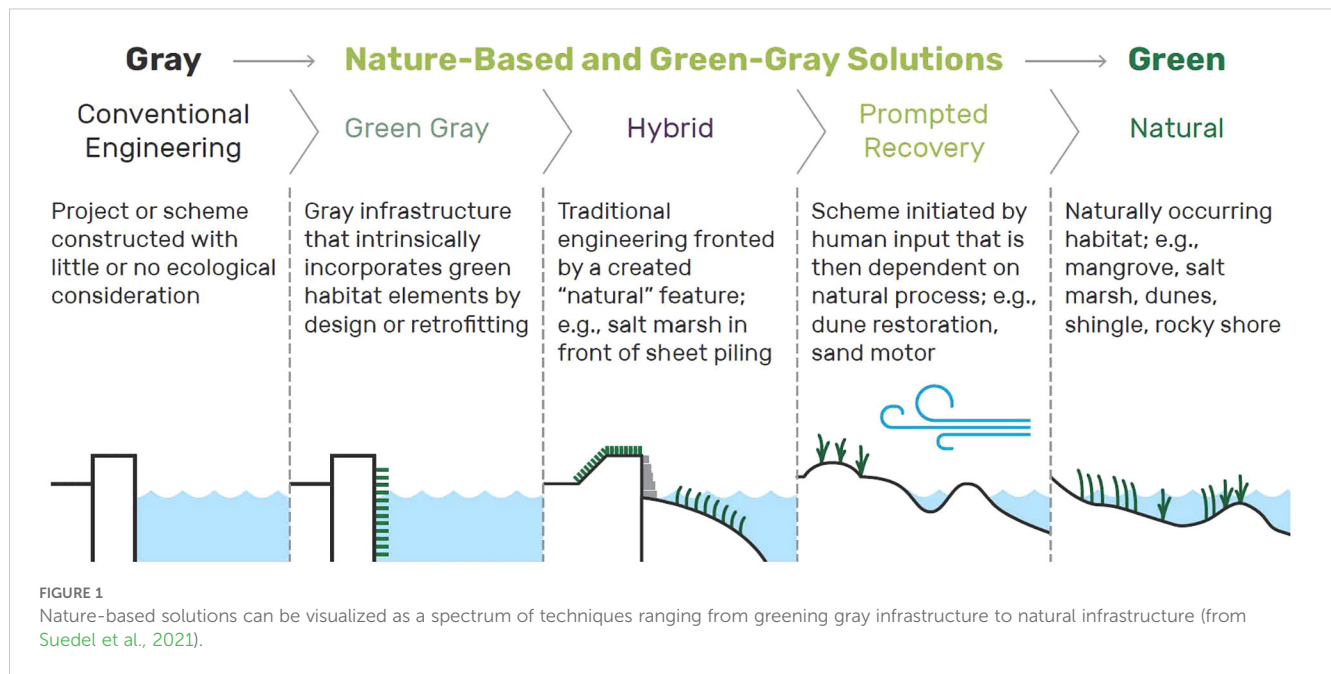 Gray
Nature-Based and Green-Gray Solutions
Green
Conventional
Engineering
Green Gray
Hybrid
Prompted
Recovery
Natural
Project or scheme
constructed with
little or no ecological
consideration
Gray infrastructure
that intrinsically
incorporates green
habitat elements by
design or retrofitting
Traditional
engineering fronted
by a created
“natural” feature;
e.g., salt marsh in
front of sheet piling
Scheme initiated by
human input that is
then dependent on
natural process; e.g.,
dune restoration,
sand motor
Naturally occurring
habitat; e.g.,
mangrove, salt
marsh, dunes,
shingle, rocky shore
FIGURE 1
Nature-based solutions can be visualized as a spectrum of techniques ranging from greening gray infrastructure to natural infrastructure (from
Suedel et al., 2021).